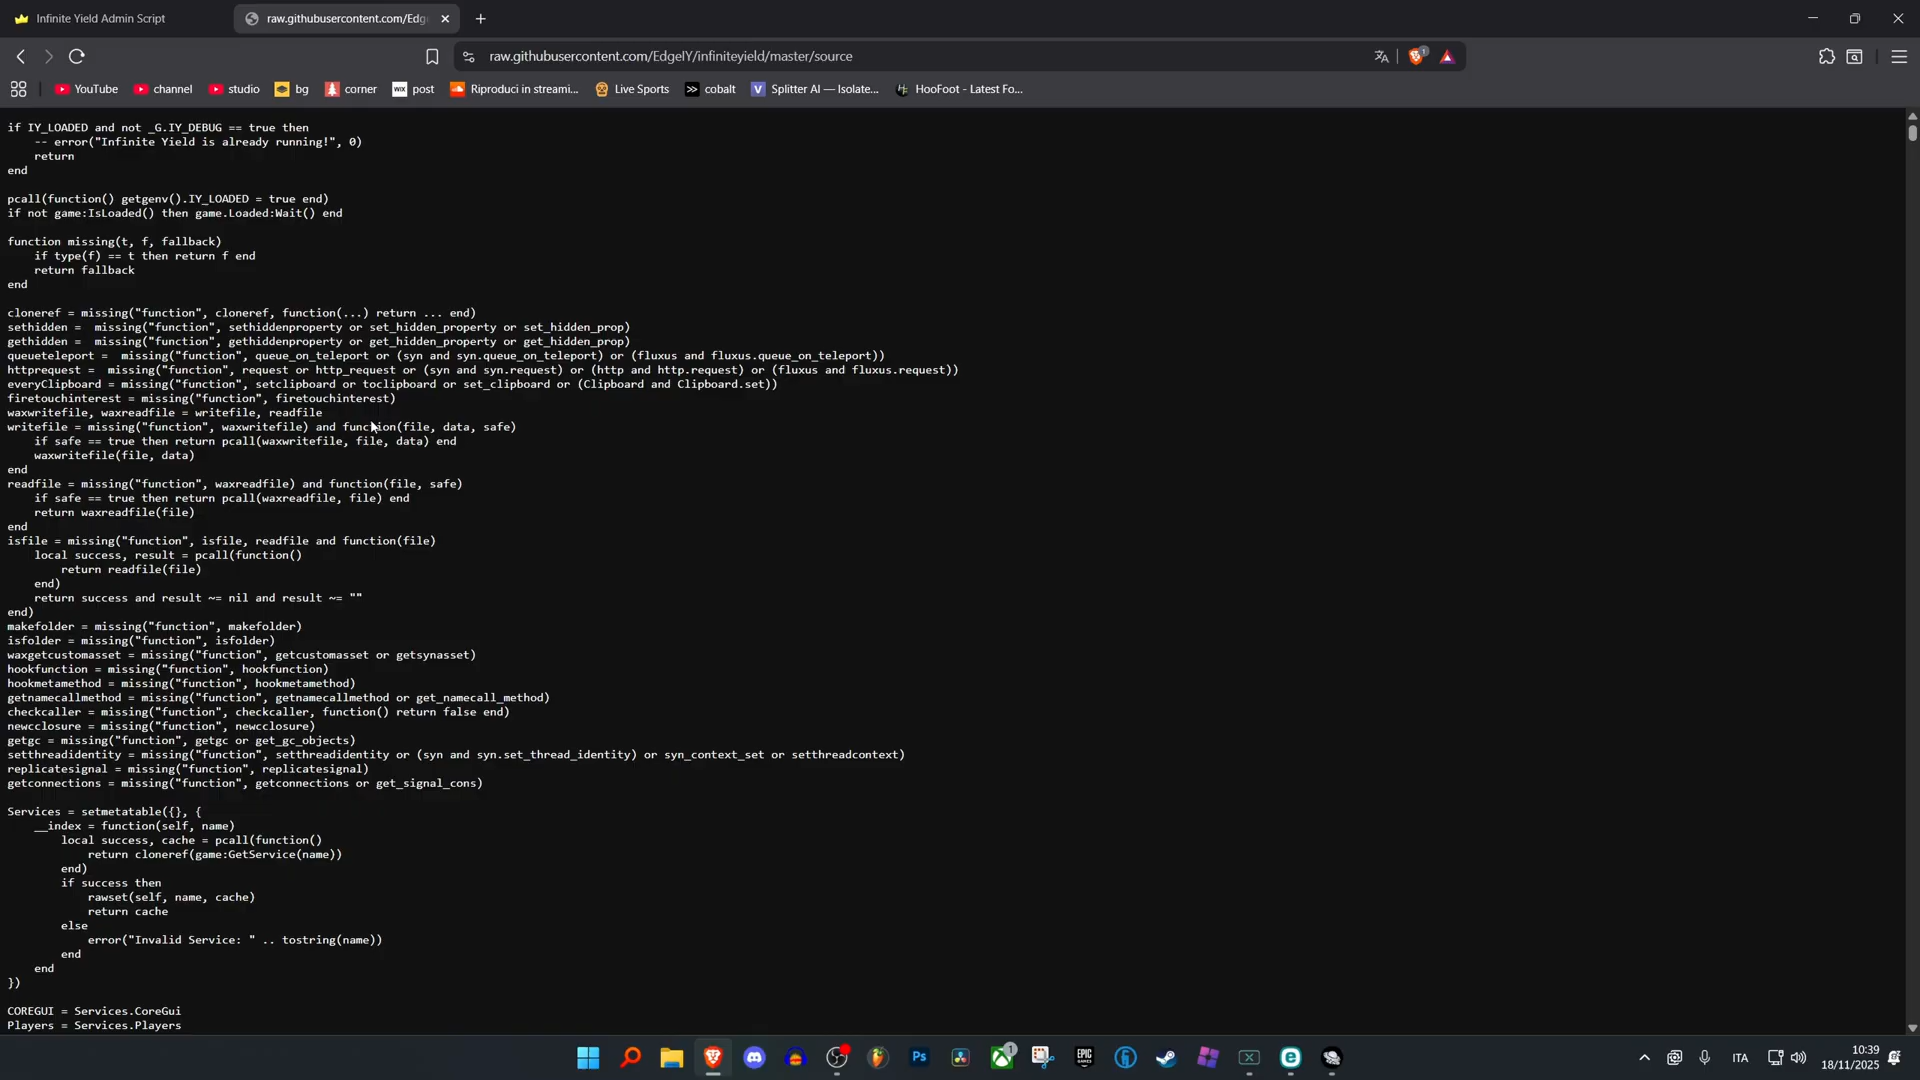 Infinite Yield Admin Script
raw.githubusercontent.com/Edg
raw.githubusercontent.com/EdgeIY/infiniteyield/master/source
1
YouTube
channel
studio
bg
corner
WIX post
Riproduci in streami...
Live Sports
cobalt
Splitter AI — Isolate...
HooFoot - Latest Fo...
if IY_LOADED and not _G.IY_DEBUG == true then
    -- error("Infinite Yield is already running!", 0)
    return
end
pcall(function() getgenv().IY_LOADED = true end)
if not game:IsLoaded() then game.Loaded:Wait() end
function missing(t, f, fallback)
    if type(f) == t then return f end
    return fallback
end
cloneref = missing("function", cloneref, function(...) return ... end)
sethidden =  missing("function", sethiddenproperty or set_hidden_property or set_hidden_prop)
gethidden =  missing("function", gethiddenproperty or get_hidden_property or get_hidden_prop)
queueteleport =  missing("function", queue_on_teleport or (syn and syn.queue_on_teleport) or (fluxus and fluxus.queue_on_teleport))
httprequest =  missing("function", request or http_request or (syn and syn.request) or (http and http.request) or (fluxus and fluxus.request))
everyClipboard = missing("function", setclipboard or toclipboard or set_clipboard or (Clipboard and Clipboard.set))
firetouchinterest = missing("function", firetouchinterest)
waxwritefile, waxreadfile = writefile, readfile
writefile = missing("function", waxwritefile) and function(file, data, safe)
    if safe == true then return pcall(waxwritefile, file, data) end
    waxwritefile(file, data)
end
readfile = missing("function", waxreadfile) and function(file, safe)
    if safe == true then return pcall(waxreadfile, file) end
    return waxreadfile(file)
end
isfile = missing("function", isfile, readfile and function(file)
    local success, result = pcall(function()
        return readfile(file)
    end)
    return success and result ~= nil and result ~= ""
end)
makefolder = missing("function", makefolder)
isfolder = missing("function", isfolder)
waxgetcustomasset = missing("function", getcustomasset or getsynasset)
hookfunction = missing("function", hookfunction)
hookmetamethod = missing("function", hookmetamethod)
getnamecallmethod = missing("function", getnamecallmethod or get_namecall_method)
checkcaller = missing("function", checkcaller, function() return false end)
newcclosure = missing("function", newcclosure)
getgc = missing("function", getgc or get_gc_objects)
setthreadidentity = missing("function", setthreadidentity or (syn and syn.set_thread_identity) or syn_context_set or setthreadcontext)
replicatesignal = missing("function", replicatesignal)
getconnections = missing("function", getconnections or get_signal_cons)
Services = setmetatable({}, {
    __index = function(self, name)
        local success, cache = pcall(function()
            return cloneref(game:GetService(name))
        end)
        if success then
            rawset(self, name, cache)
            return cache
        else
            error("Invalid Service: " .. tostring(name))
        end
    end
})
COREGUI = Services.CoreGui
Players = Services.Players
Ps
1
EPIC GAMES
ITA
10:39
18/11/2025